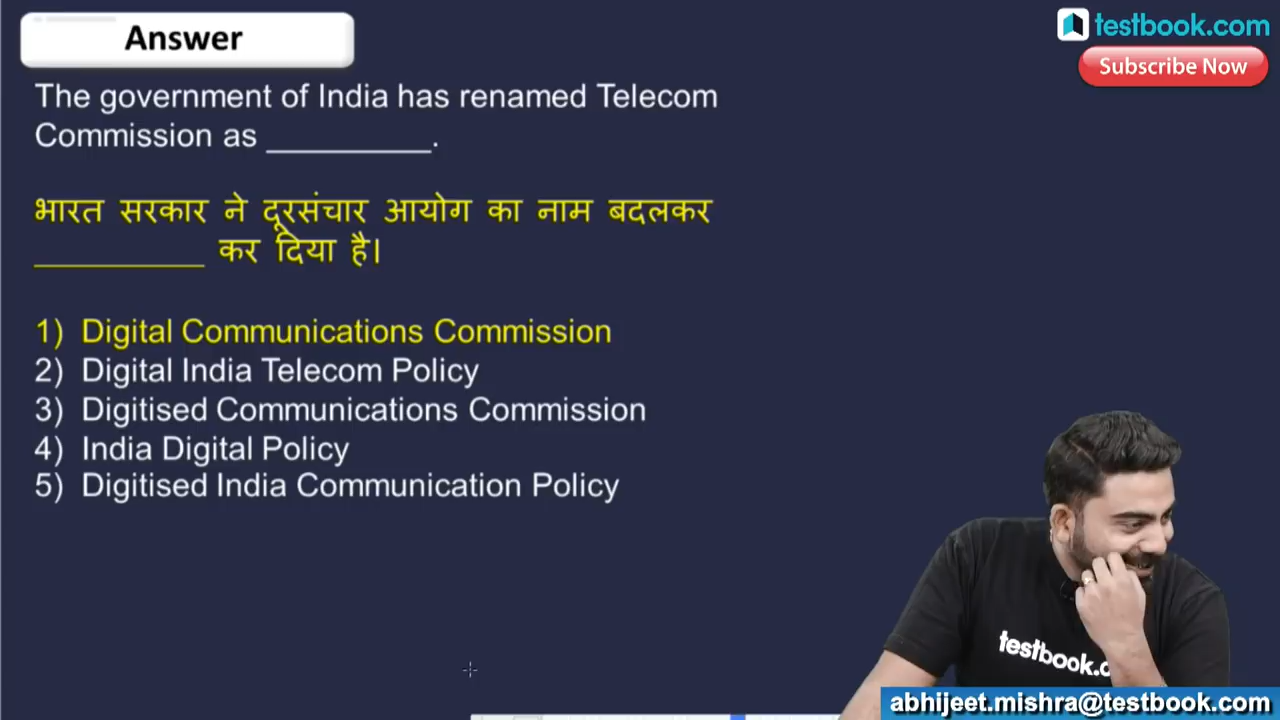 Answer
testbook.com
Subscribe Now
The government of India has renamed Telecom
Commission as __________.
भारत सरकार ने दूरसंचार आयोग का नाम बदलकर
__________ कर दिया है।
1) Digital Communications Commission
2) Digital India Telecom Policy
3) Digitised Communications Commission
4) India Digital Policy
5) Digitised India Communication Policy
testbook.c
abhijeet.mishra@testbook.com